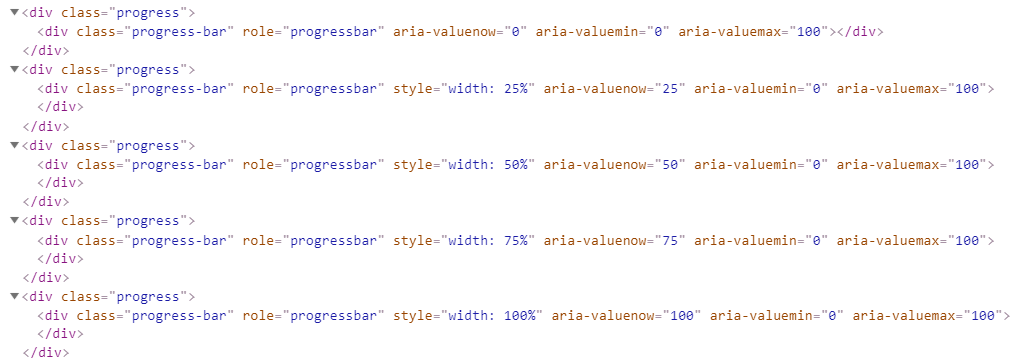 <div class="progress">
<div class="progress-bar" role="progressbar" aria-valuenow="0" aria-valuemin="0" aria-valuemax="100"></div>
</div>
<div class="progress">
<div class="progress-bar" role="progressbar" style="width: 25%" aria-valuenow="25" aria-valuemin="0" aria-valuemax="100">
</div>
</div>
<div class="progress">
<div class="progress-bar" role="progressbar" style="width: 50%" aria-valuenow="50" aria-valuemin="0" aria-valuemax="100">
</div>
</div>
<div class="progress">
<div class="progress-bar" role="progressbar" style="width: 75%" aria-valuenow="75" aria-valuemin="0" aria-valuemax="100">
</div>
</div>
<div class="progress">
<div class="progress-bar" role="progressbar" style="width: 100%" aria-valuenow="100" aria-valuemin="0" aria-valuemax="100">
</div>
</div>